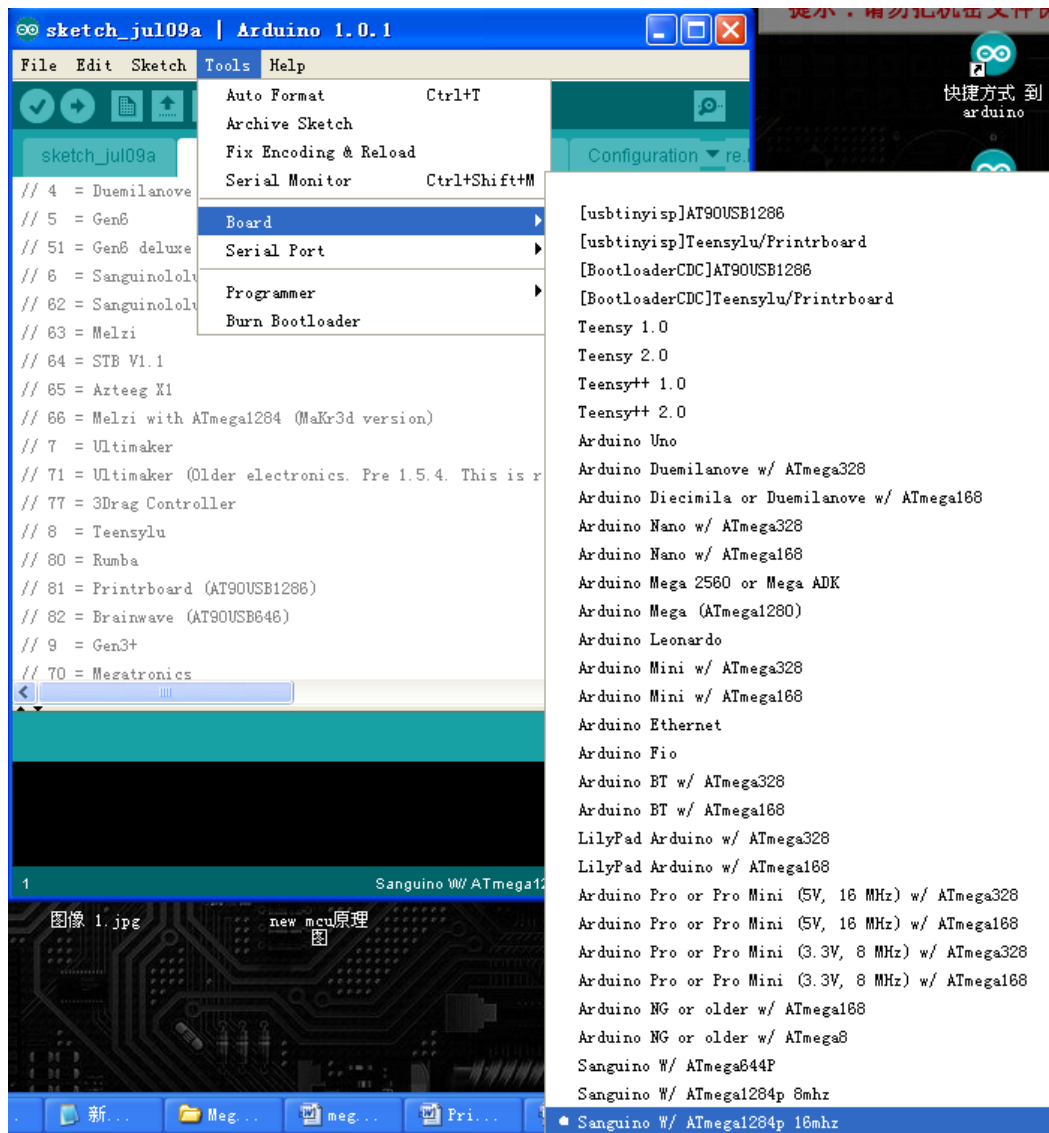 sketch_jul09a | Arduino 1.0.1
File Edit Sketch Tools Help
快捷方式 到
arduino
Auto Format Ctrl+T
Archive Sketch
Fix Encoding & Reload
Serial Monitor Ctrl+Shift+M
Board
Serial Port
Programmer
Burn Bootloader
sketch_jul09a
Configuration
// 4 = Duemilanove
// 5 = Gen6
// 51 = Gen6 deluxe
// 6 = Sanguinololu
// 62 = Sanguinololu
// 63 = Melzi
// 64 = STB V1.1
// 65 = Azteeg X1
// 66 = Melzi with ATmega1284 (MaKr3d version)
// 7 = Ultimaker
// 71 = Ultimaker (Older electronics. Pre 1.5.4. This is r
// 77 = 3Drag Controller
// 8 = Teensylu
// 80 = Rumba
// 81 = Printrboard (AT90USB1286)
// 82 = Brainwave (AT90USB646)
// 9 = Gen3+
// 70 = Megatronics
1
Sanguino W/ ATmega12
[usbtinyisp]AT90USB1286
[usbtinyisp]Teensylu/Printrboard
[BootloaderCDC]AT90USB1286
[BootloaderCDC]Teensylu/Printrboard
Teensy 1.0
Teensy 2.0
Teensy++ 1.0
Teensy++ 2.0
Arduino Uno
Arduino Duemilanove w/ ATmega328
Arduino Diecimila or Duemilanove w/ ATmega168
Arduino Nano w/ ATmega328
Arduino Nano w/ ATmega168
Arduino Mega 2560 or Mega ADK
Arduino Mega (ATmega1280)
Arduino Leonardo
Arduino Mini w/ ATmega328
Arduino Mini w/ ATmega168
Arduino Ethernet
Arduino Fio
Arduino BT w/ ATmega328
Arduino BT w/ ATmega168
LilyPad Arduino w/ ATmega328
LilyPad Arduino w/ ATmega168
Arduino Pro or Pro Mini (5V, 16 MHz) w/ ATmega328
Arduino Pro or Pro Mini (5V, 16 MHz) w/ ATmega168
Arduino Pro or Pro Mini (3.3V, 8 MHz) w/ ATmega328
Arduino Pro or Pro Mini (3.3V, 8 MHz) w/ ATmega168
Arduino NG or older w/ ATmega168
Arduino NG or older w/ ATmega8
Sanguino W/ ATmega644P
Sanguino W/ ATmega1284p 8mhz
Sanguino W/ ATmega1284p 16mhz
图像 1.jpg
new mcu原理
图
新...
Meg...
meg...
Pri...